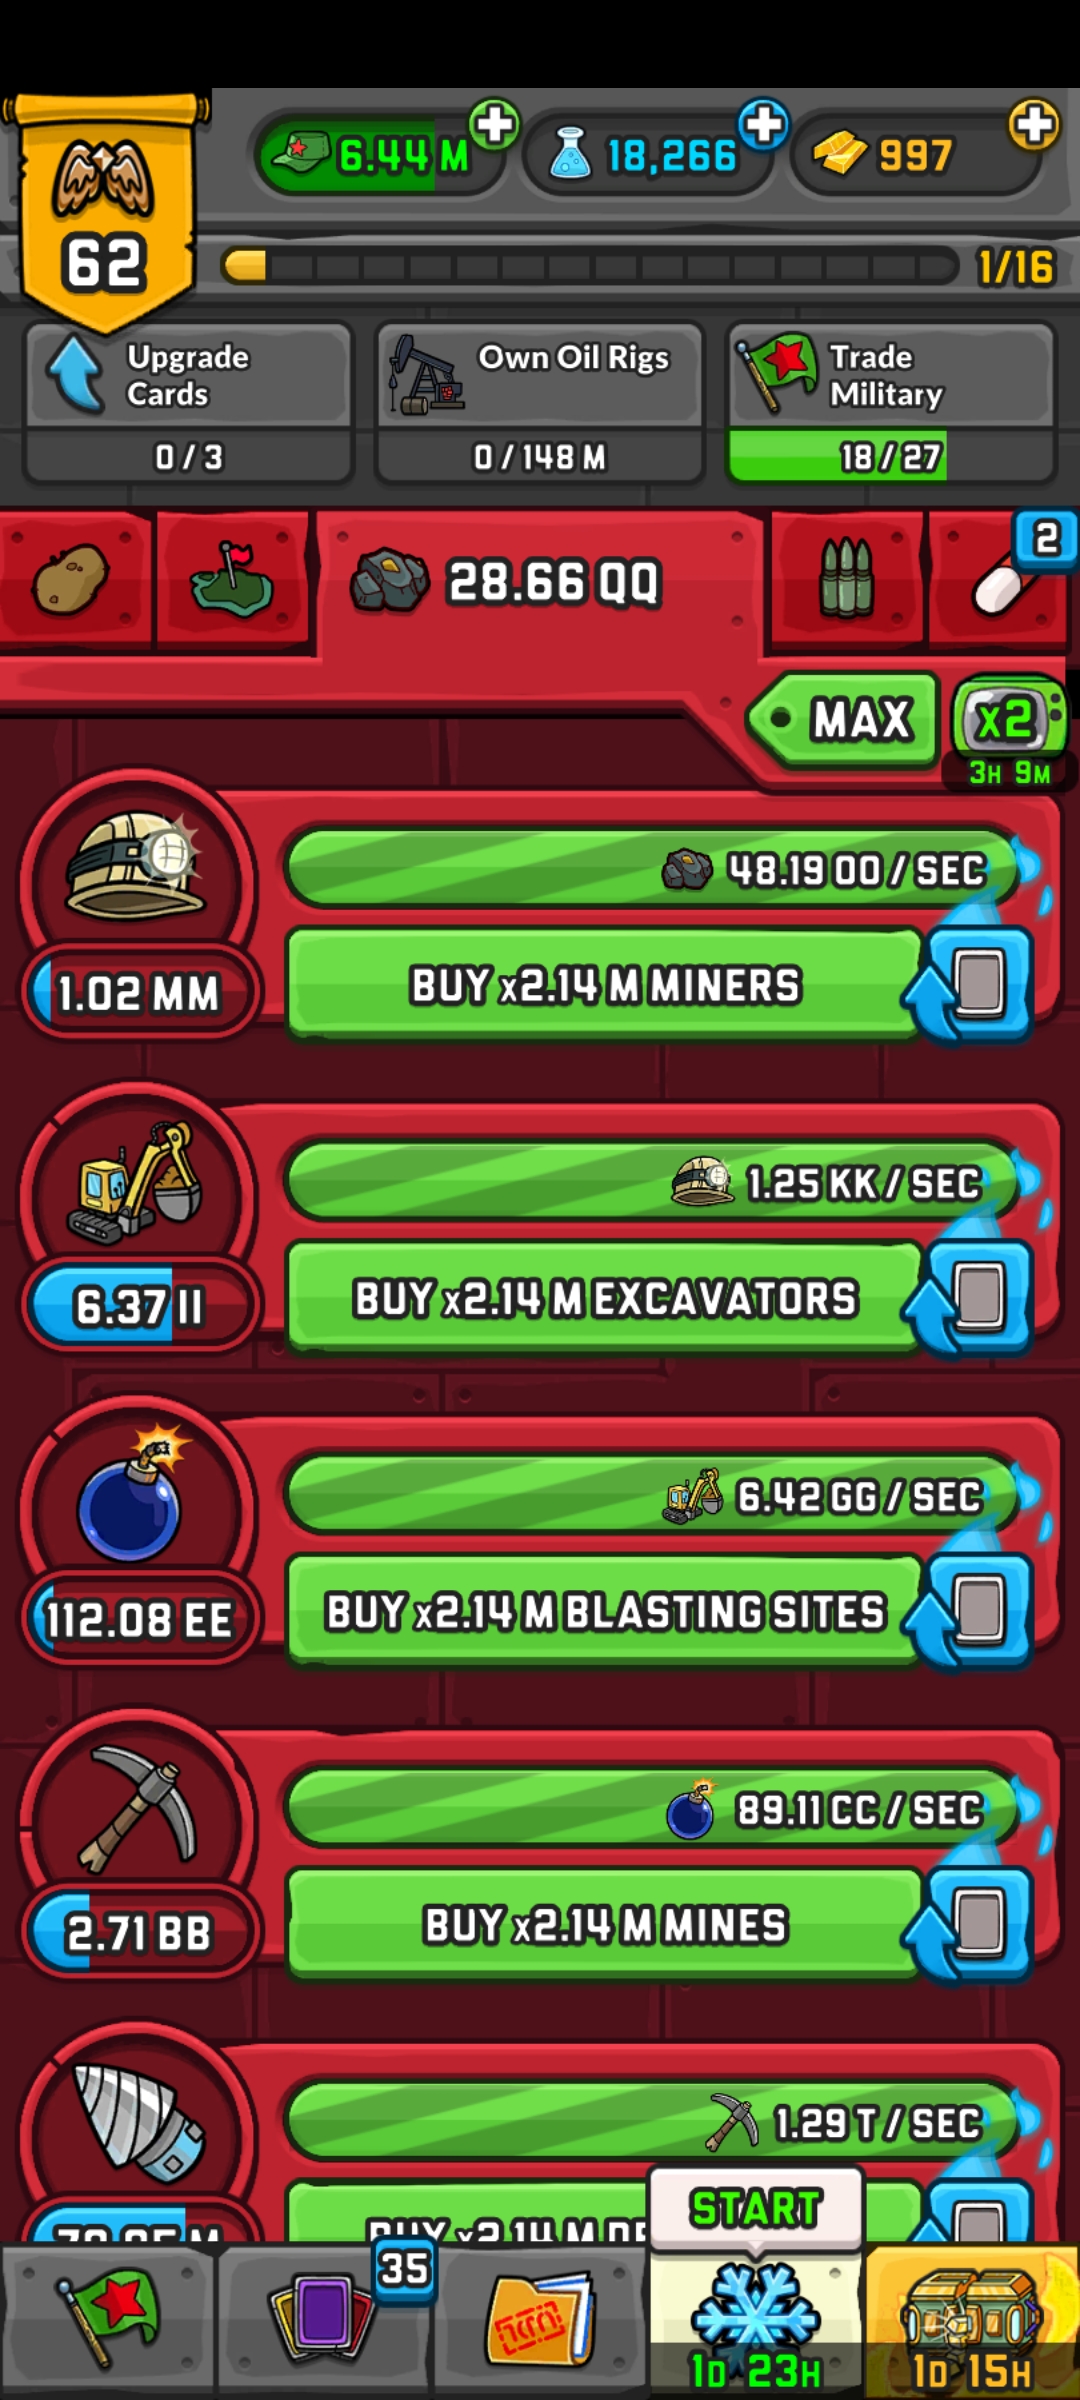 62
6.44 M
18,266
997
1/16
Upgrade
Cards
0 / 3
Own Oil Rigs
0 / 148 M
Trade
Military
18 / 27
28.66 QQ
2
MAX
x2
3H 9M
48.19 OO / SEC
1.02 MM
BUY x2.14 M MINERS
1.25 KK / SEC
6.37 II
BUY x2.14 M EXCAVATORS
6.42 GG / SEC
112.08 EE
BUY x2.14 M BLASTING SITES
89.11 CC / SEC
2.71 BB
BUY x2.14 M MINES
1.29 T / SEC
BUY x2.14 M
START
35
1D 23H
1D 15H